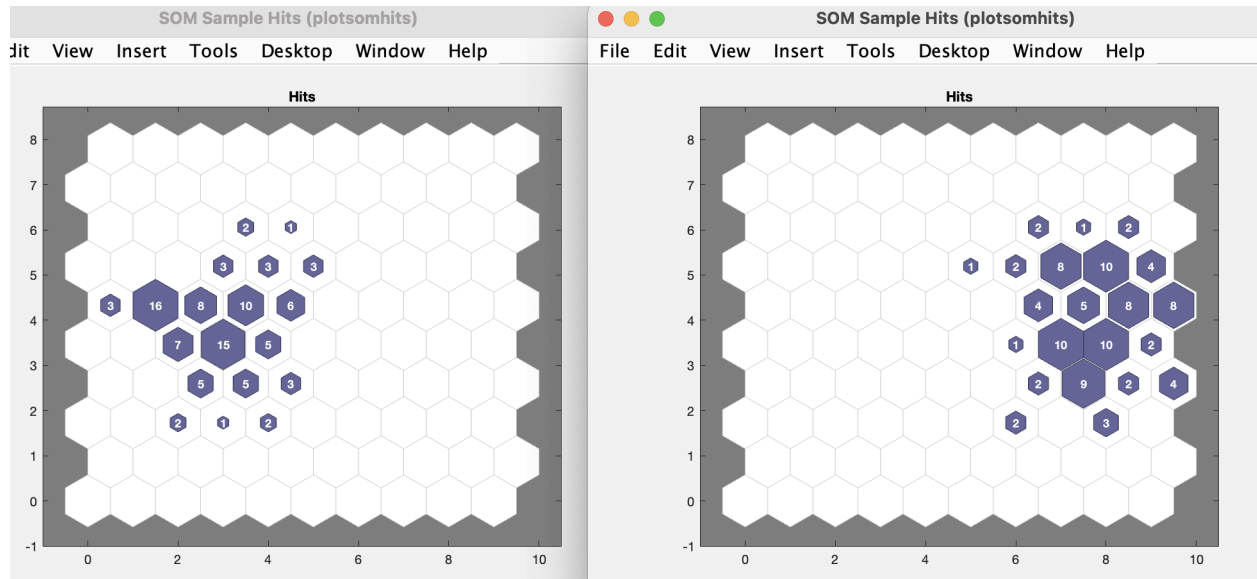 SOM Sample Hits (plotsomhits)
dit View Insert Tools Desktop Window Help
Hits
8
7
6
5
4
3
2
1
0
-1
0 2 4 6 8 10
2 1
3 3 3
3 16 8 10 6
7 15 5
5 5 3
2 1 2
SOM Sample Hits (plotsomhits)
File Edit View Insert Tools Desktop Window Help
Hits
8
7
6
5
4
3
2
1
0
-1
0 2 4 6 8 10
2 1 2
1 2 8 10 4
4 5 8 8
1 10 10 2
2 9 2 4
2 3